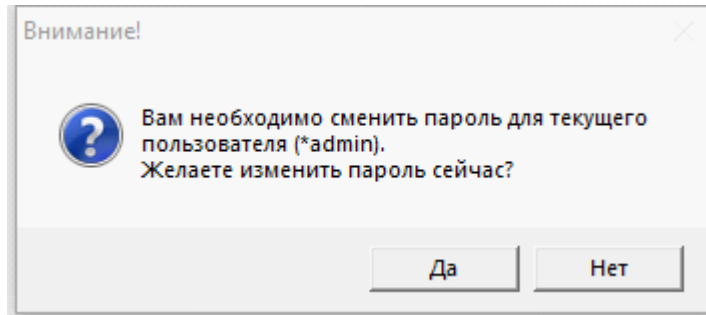 Внимание!
Вам необходимо сменить пароль для текущего
пользователя (*admin).
Желаете изменить пароль сейчас?
Да
Нет